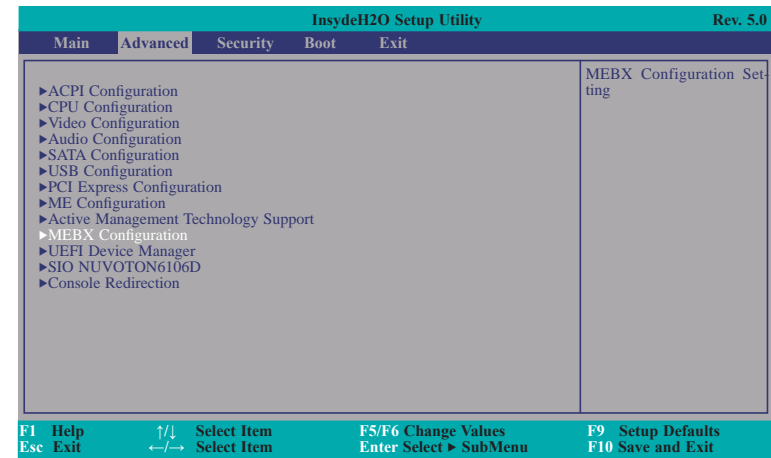 InsydeH2O Setup Utility Rev. 5.0
Main Advanced Security Boot Exit
►ACPI Configuration
►CPU Configuration
►Video Configuration
►Audio Configuration
►SATA Configuration
►USB Configuration
►PCI Express Configuration
►ME Configuration
►Active Management Technology Support
►MEBX Configuration
►UEFI Device Manager
►SIO NUVOTON6106D
►Console Redirection
MEBX Configuration Set-
ting
F1 Help ↑/↓ Select Item F5/F6 Change Values F9 Setup Defaults
Esc Exit ←/→ Select Item Enter Select ► SubMenu F10 Save and Exit